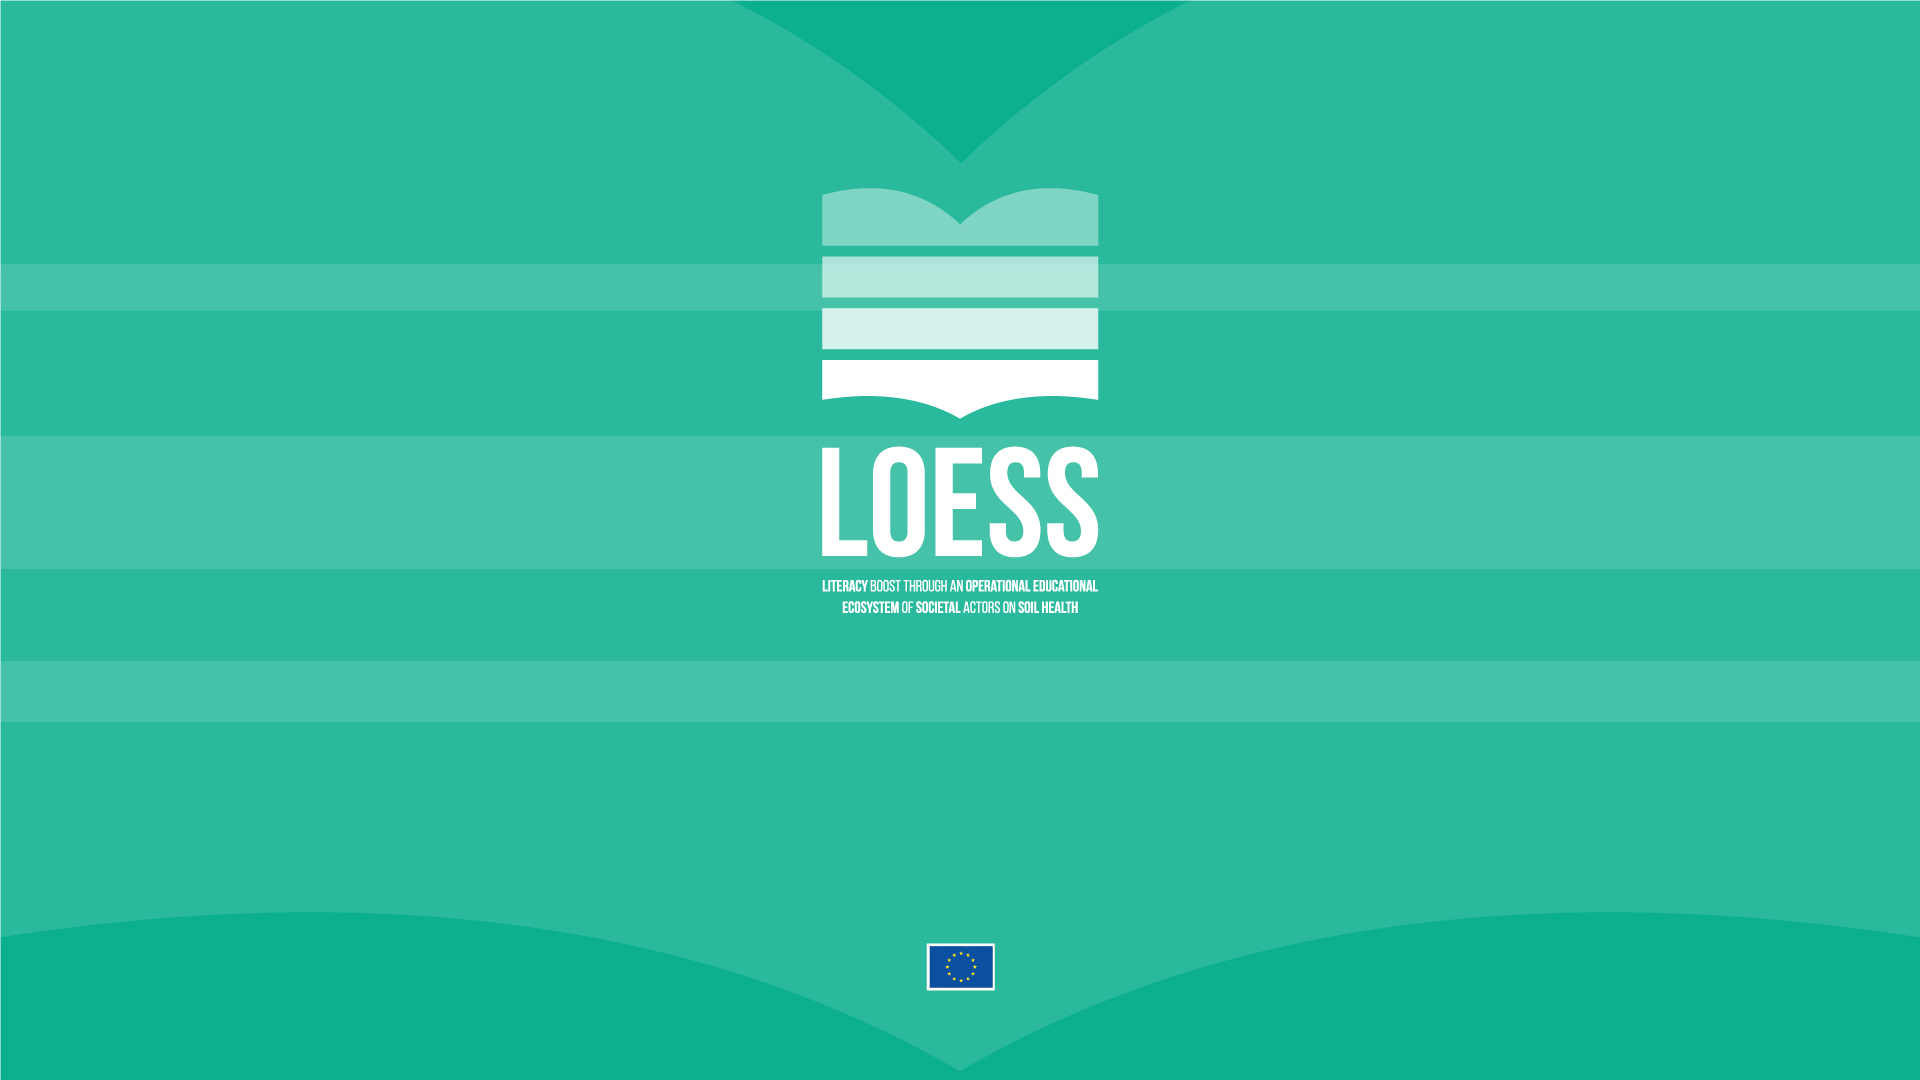 LOESS
LITERACY BOOST THROUGH AN OPERATIONAL EDUCATIONAL
ECOSYSTEM OF SOCIETAL ACTORS ON SOIL HEALTH